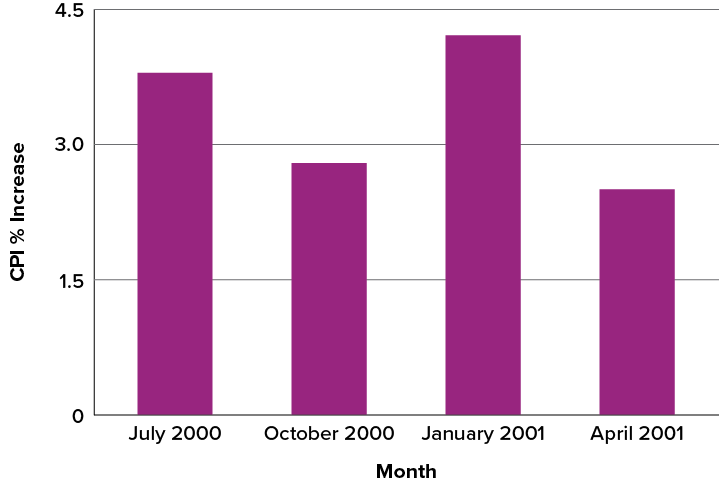 4.5
3.0
1.5
0
CPI % Increase
July 2000
October 2000
January 2001
April 2001
Month